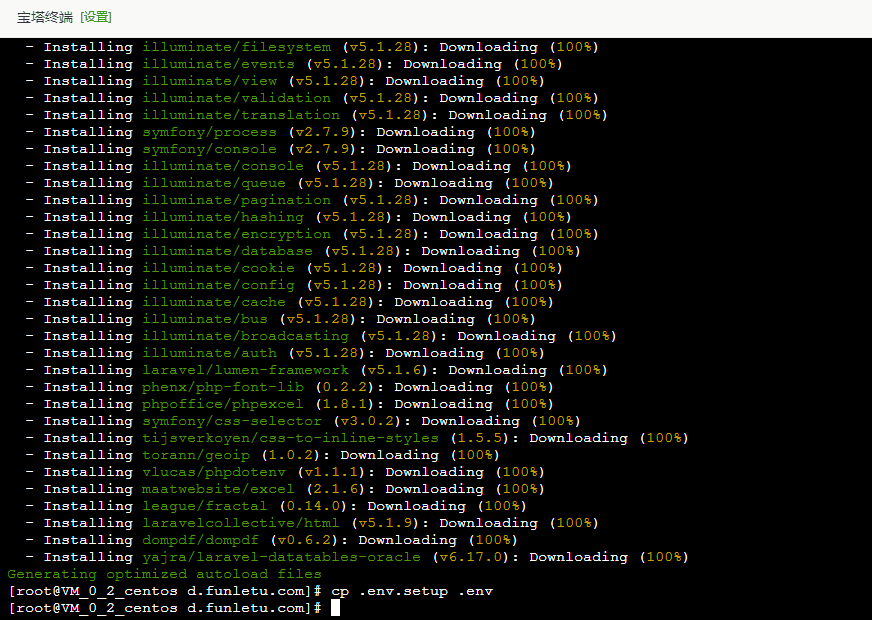 宝塔终端 [设置]
- Installing illuminate/filesystem (v5.1.28): Downloading (100%)
- Installing illuminate/events (v5.1.28): Downloading (100%)
- Installing illuminate/view (v5.1.28): Downloading (100%)
- Installing illuminate/validation (v5.1.28): Downloading (100%)
- Installing illuminate/translation (v5.1.28): Downloading (100%)
- Installing symfony/process (v2.7.9): Downloading (100%)
- Installing symfony/console (v2.7.9): Downloading (100%)
- Installing illuminate/console (v5.1.28): Downloading (100%)
- Installing illuminate/queue (v5.1.28): Downloading (100%)
- Installing illuminate/pagination (v5.1.28): Downloading (100%)
- Installing illuminate/hashing (v5.1.28): Downloading (100%)
- Installing illuminate/encryption (v5.1.28): Downloading (100%)
- Installing illuminate/database (v5.1.28): Downloading (100%)
- Installing illuminate/cookie (v5.1.28): Downloading (100%)
- Installing illuminate/config (v5.1.28): Downloading (100%)
- Installing illuminate/cache (v5.1.28): Downloading (100%)
- Installing illuminate/bus (v5.1.28): Downloading (100%)
- Installing illuminate/broadcasting (v5.1.28): Downloading (100%)
- Installing illuminate/auth (v5.1.28): Downloading (100%)
- Installing laravel/lumen-framework (v5.1.6): Downloading (100%)
- Installing phenx/php-font-lib (0.2.2): Downloading (100%)
- Installing phpoffice/phpexcel (1.8.1): Downloading (100%)
- Installing symfony/css-selector (v3.0.2): Downloading (100%)
- Installing tijsverkoyen/css-to-inline-styles (1.5.5): Downloading (100%)
- Installing torann/geoip (1.0.2): Downloading (100%)
- Installing vlucas/phpdotenv (v1.1.1): Downloading (100%)
- Installing maatwebsite/excel (2.1.6): Downloading (100%)
- Installing league/fractal (0.14.0): Downloading (100%)
- Installing laravelcollective/html (v5.1.9): Downloading (100%)
- Installing dompdf/dompdf (v0.6.2): Downloading (100%)
- Installing yajra/laravel-datatables-oracle (v6.17.0): Downloading (100%)
Generating optimized autoload files
[root@VM_0_2_centos d.funletu.com]# cp .env.setup .env
[root@VM_0_2_centos d.funletu.com]#